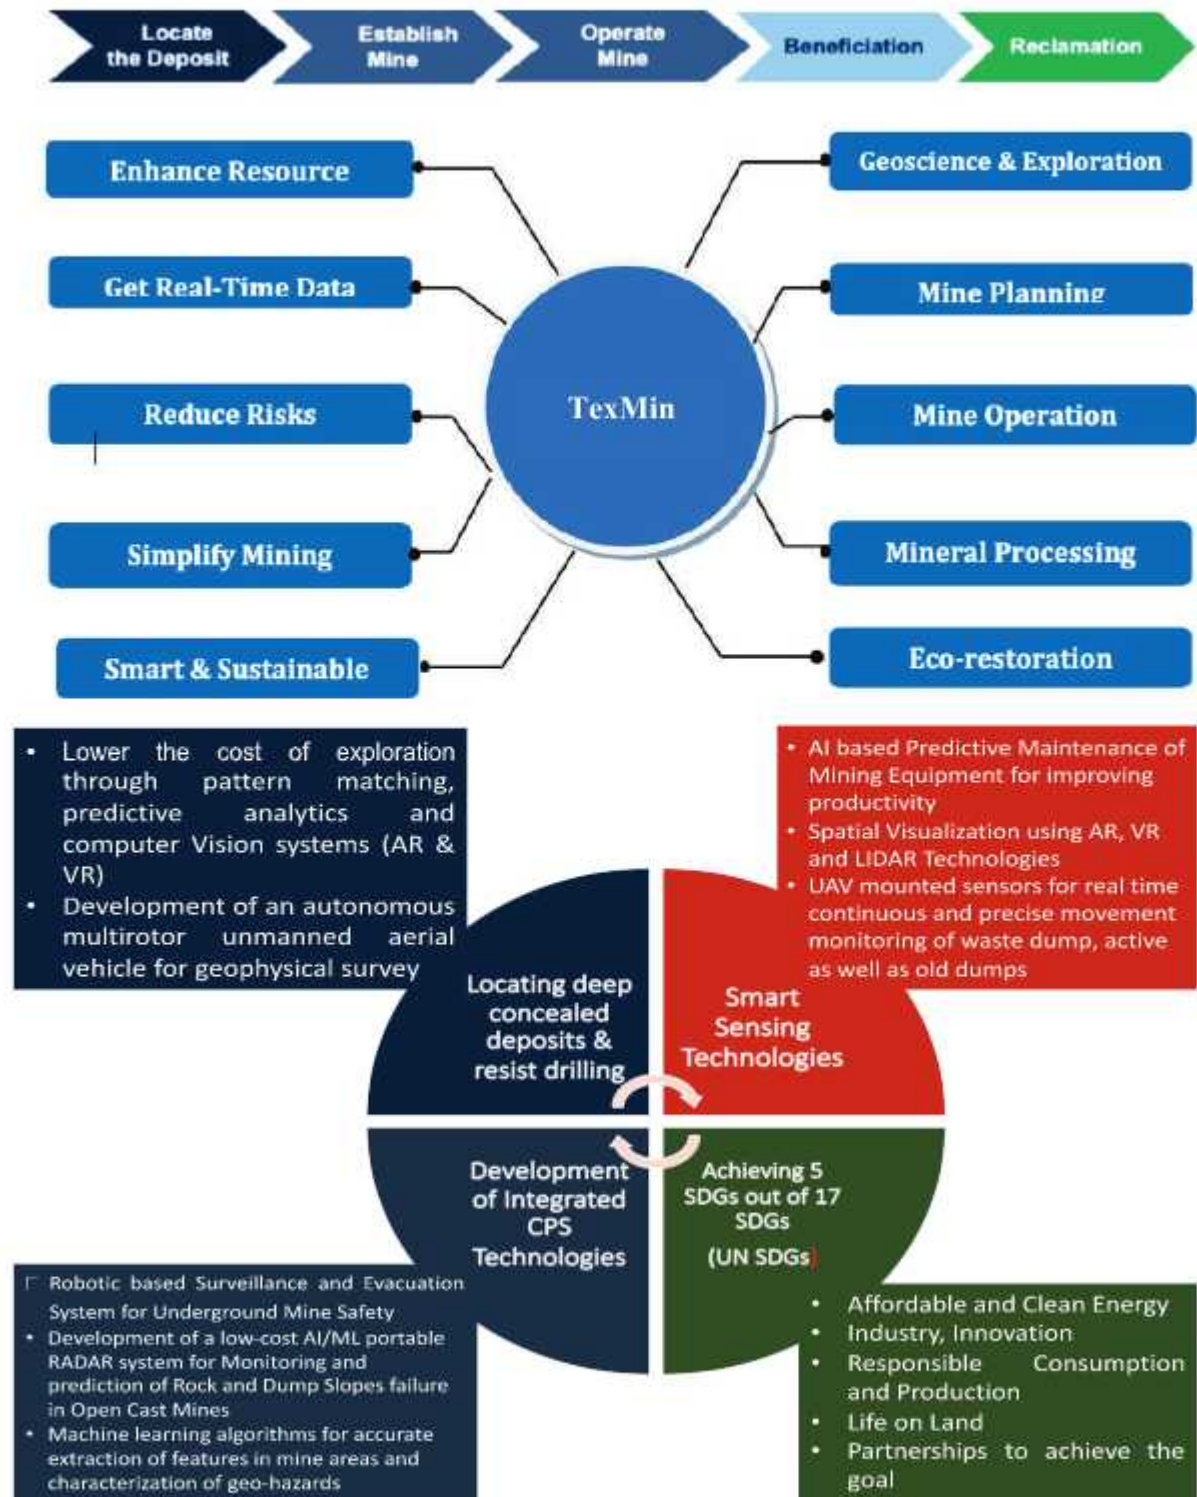 Locate
the Deposit
Establish
Mine
Operate
Mine
Beneficiation
Reclamation
Enhance Resource
Geoscience & Exploration
Get Real-Time Data
Mine Planning
Reduce Risks
TexMin
Mine Operation
Simplify Mining
Mineral Processing
Smart & Sustainable
Eco-restoration
• Lower the cost of exploration
through pattern matching,
predictive analytics and
computer Vision systems (AR &
VR)
• Development of an autonomous
multirotor unmanned aerial
vehicle for geophysical survey
• AI based Predictive Maintenance of
Mining Equipment for improving
productivity
• Spatial Visualization using AR, VR
and LIDAR Technologies
• UAV mounted sensors for real time
continuous and precise movement
monitoring of waste dump, active
as well as old dumps
Locating deep
concealed
deposits &
resist drilling
Smart
Sensing
Technologies
Development
of Integrated
CPS
Technologies
Achieving 5
SDGs out of 17
SDGs
(UN SDGs)
Robotic based Surveillance and Evacuation
System for Underground Mine Safety
• Development of a low-cost AI/ML portable
RADAR system for Monitoring and
prediction of Rock and Dump Slopes failure
in Open Cast Mines
• Machine learning algorithms for accurate
extraction of features in mine areas and
characterization of geo-hazards
• Affordable and Clean Energy
• Industry, Innovation
• Responsible Consumption
and Production
• Life on Land
• Partnerships to achieve the
goal